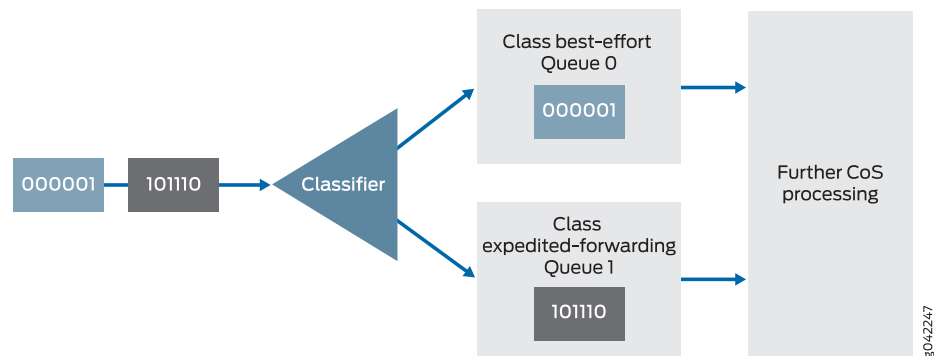 000001
101110
Classifier
Class best-effort
Queue 0
000001
Class
expedited-forwarding
Queue 1
101110
Further CoS
processing
g042247